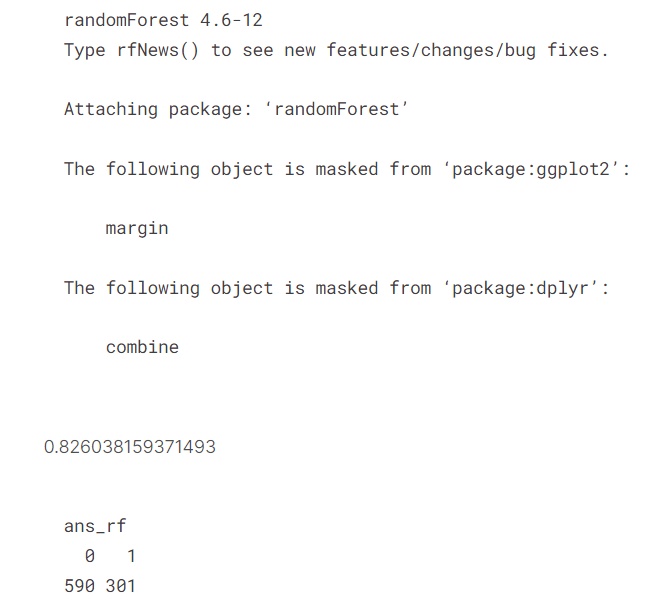 randomForest 4.6-12
Type rfNews() to see new features/changes/bug fixes.
Attaching package: ‘randomForest’
The following object is masked from ‘package:ggplot2’:
margin
The following object is masked from ‘package:dplyr’:
combine
0.826038159371493
ans_rf
0 1
590 301